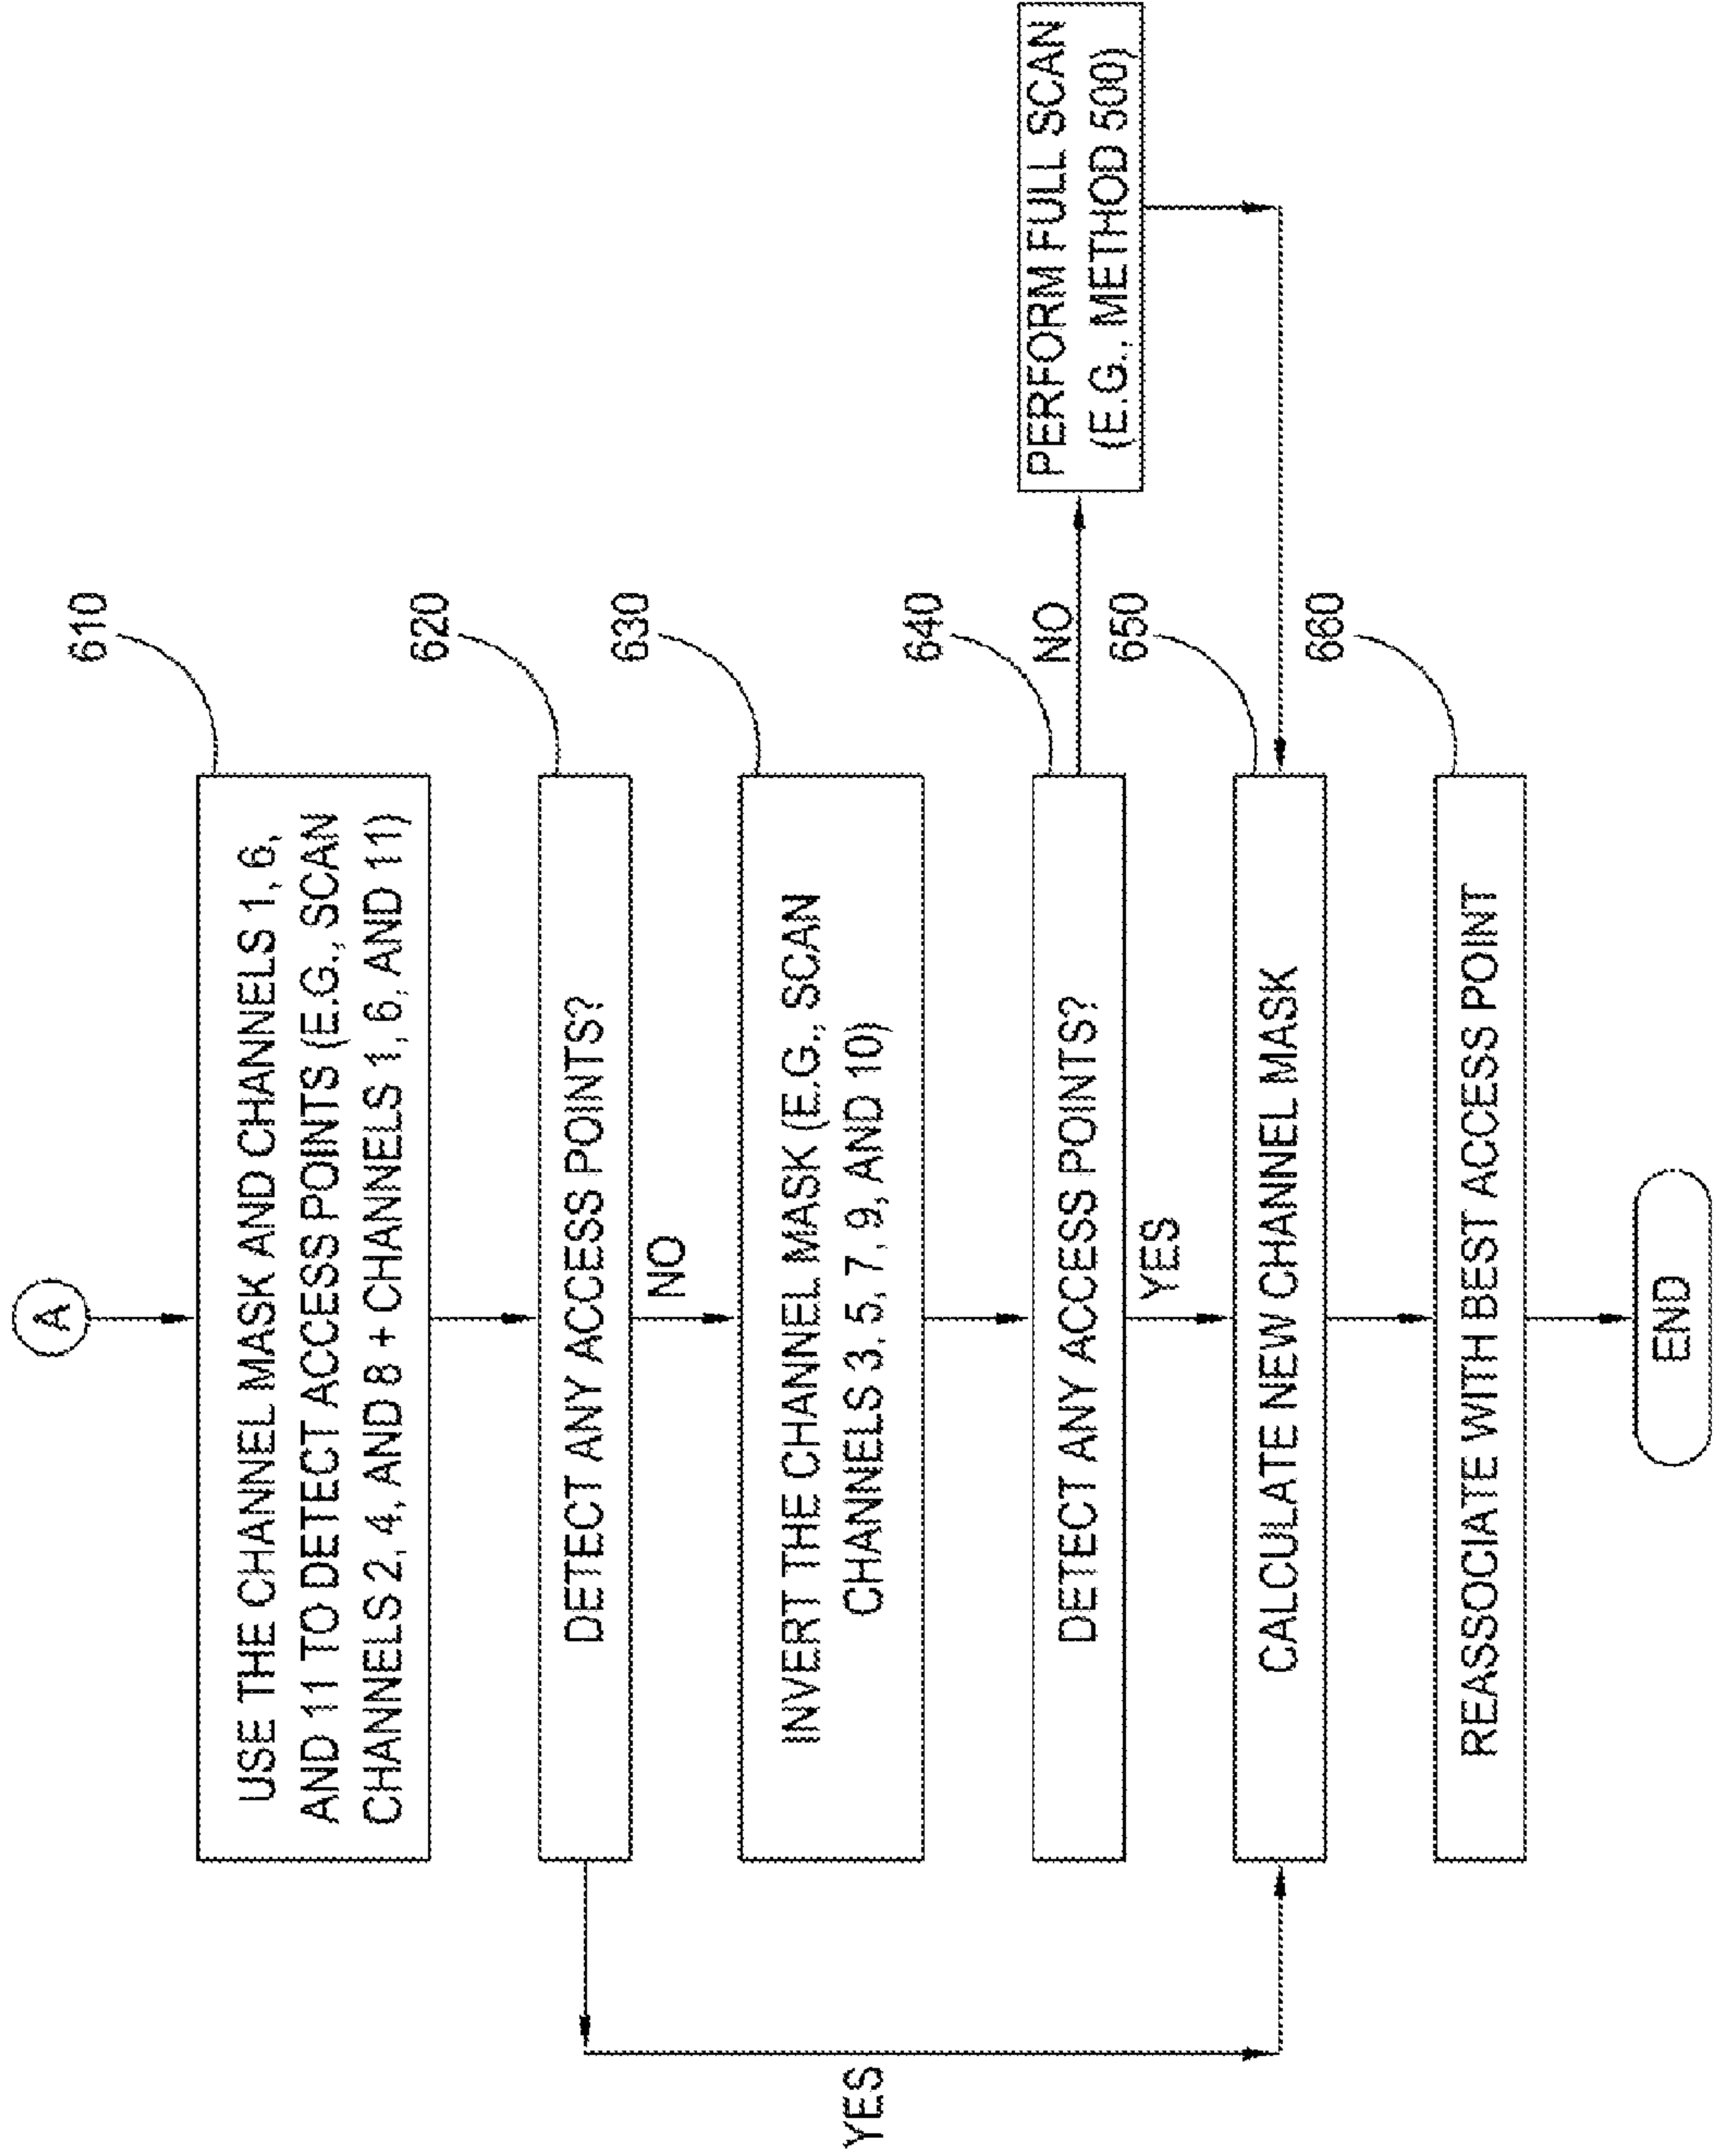 A
610
USE THE CHANNEL MASK AND CHANNELS 1, 6,
AND 11 TO DETECT ACCESS POINTS (E.G., SCAN
CHANNELS 2, 4, AND 8 + CHANNELS 1, 6, AND 11)
620
DETECT ANY ACCESS POINTS?
YES
NO
630
INVERT THE CHANNEL MASK (E.G., SCAN
CHANNELS 3, 5, 7, 9, AND 10)
640
DETECT ANY ACCESS POINTS?
NO
PERFORM FULL SCAN
(E.G., METHOD 500)
YES
650
CALCULATE NEW CHANNEL MASK
660
REASSOCIATE WITH BEST ACCESS POINT
END